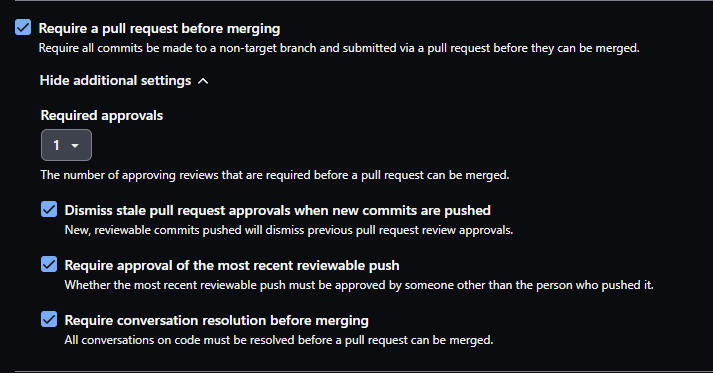 Require a pull request before merging
Require all commits be made to a non-target branch and submitted via a pull request before they can be merged.
Hide additional settings
Required approvals
1
The number of approving reviews that are required before a pull request can be merged.
Dismiss stale pull request approvals when new commits are pushed
New, reviewable commits pushed will dismiss previous pull request review approvals.
Require approval of the most recent reviewable push
Whether the most recent reviewable push must be approved by someone other than the person who pushed it.
Require conversation resolution before merging
All conversations on code must be resolved before a pull request can be merged.